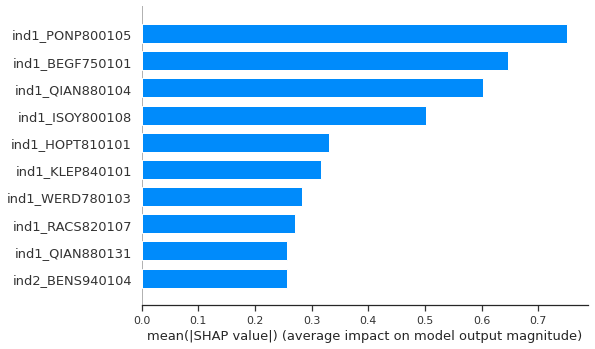 ind1_PONP800105
ind1_BEGF750101
ind1_QIAN880104
ind1_ISOY800108
ind1_HOPT810101
ind1_KLEP840101
ind1_WERD780103
ind1_RACS820107
ind1_QIAN880131
ind2_BENS940104
0.0 0.1 0.2 0.3 0.4 0.5 0.6 0.7
mean(|SHAP value|) (average impact on model output magnitude)